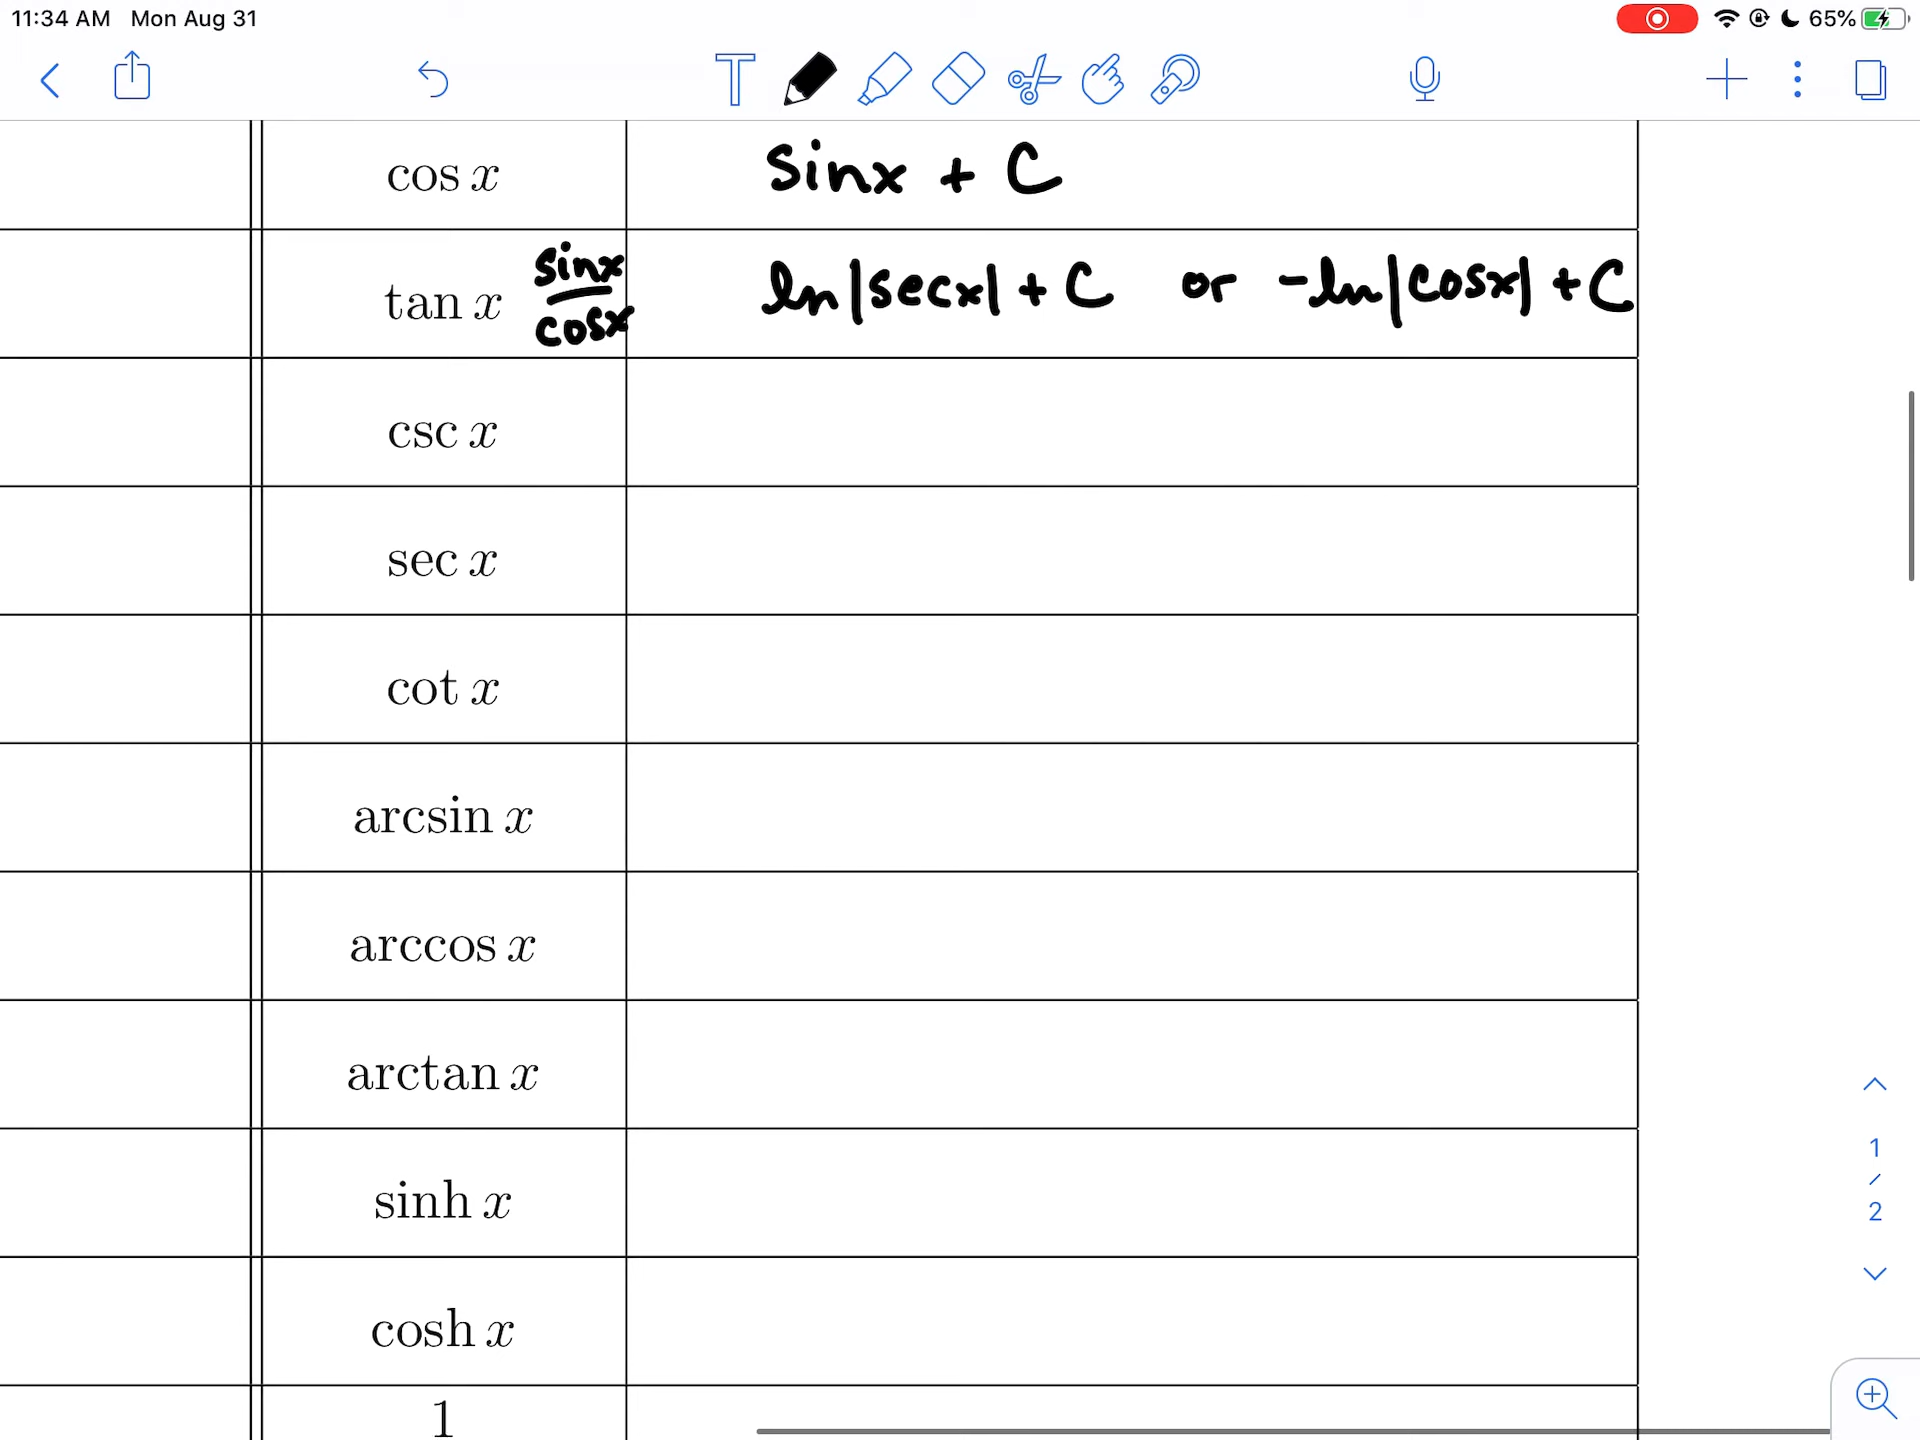 11:34 AM Mon Aug 31 65%
T
cos x sinx + C
tan x sinx/cosx ln|secx| + C or -ln|cosx| + C
csc x
sec x
cot x
arcsin x
arccos x
arctan x
sinh x
cosh x
1
1
/
2